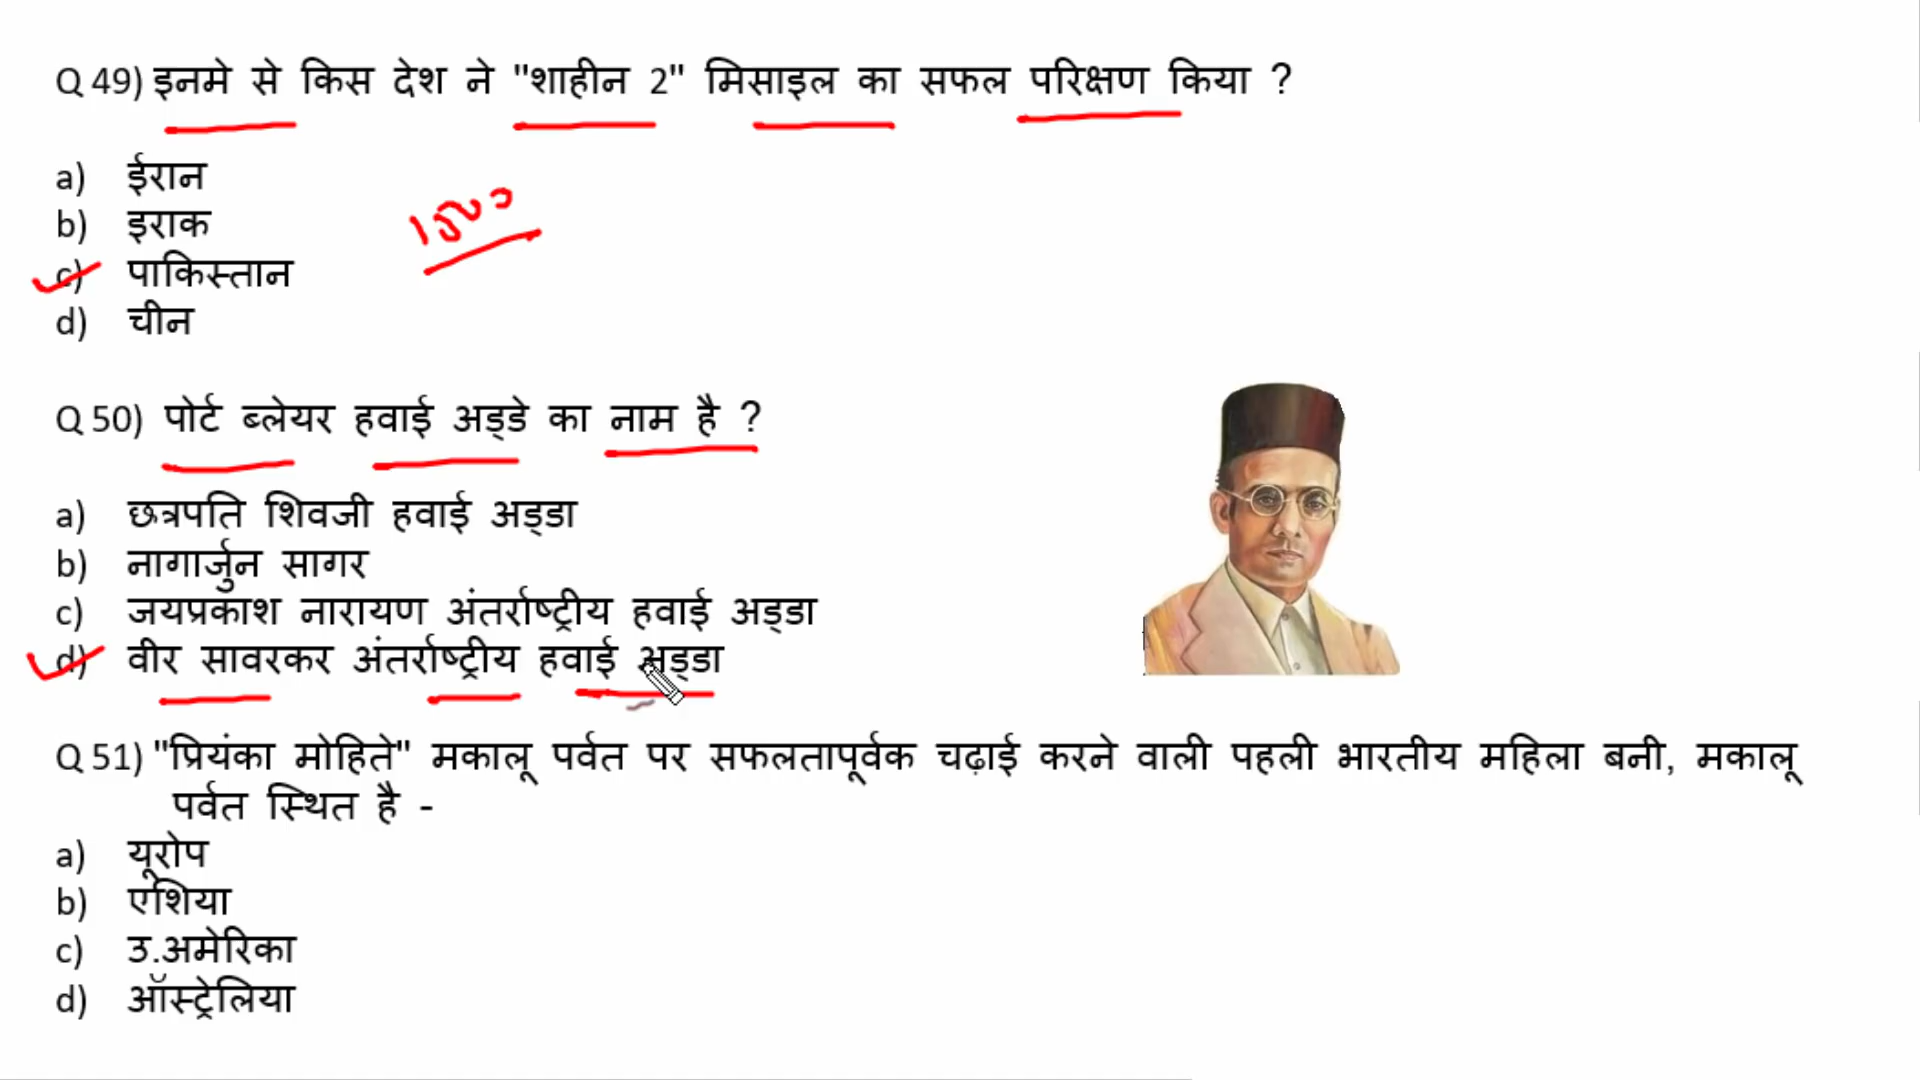 Q 49) इनमे से किस देश ने "शाहीन 2" मिसाइल का सफल परिक्षण किया ?
a) ईरान
1500
b) इराक
c) पाकिस्तान
d) चीन
Q 50) पोर्ट ब्लेयर हवाई अड्डे का नाम है ?
a) छत्रपति शिवजी हवाई अड्डा
b) नागार्जुन सागर
c) जयप्रकाश नारायण अंतर्राष्ट्रीय हवाई अड्डा
d) वीर सावरकर अंतर्राष्ट्रीय हवाई अड्डा
Q 51) "प्रियंका मोहिते" मकालू पर्वत पर सफलतापूर्वक चढ़ाई करने वाली पहली भारतीय महिला बनी, मकालू
पर्वत स्थित है -
a) यूरोप
b) एशिया
c) उ.अमेरिका
d) ऑस्ट्रेलिया